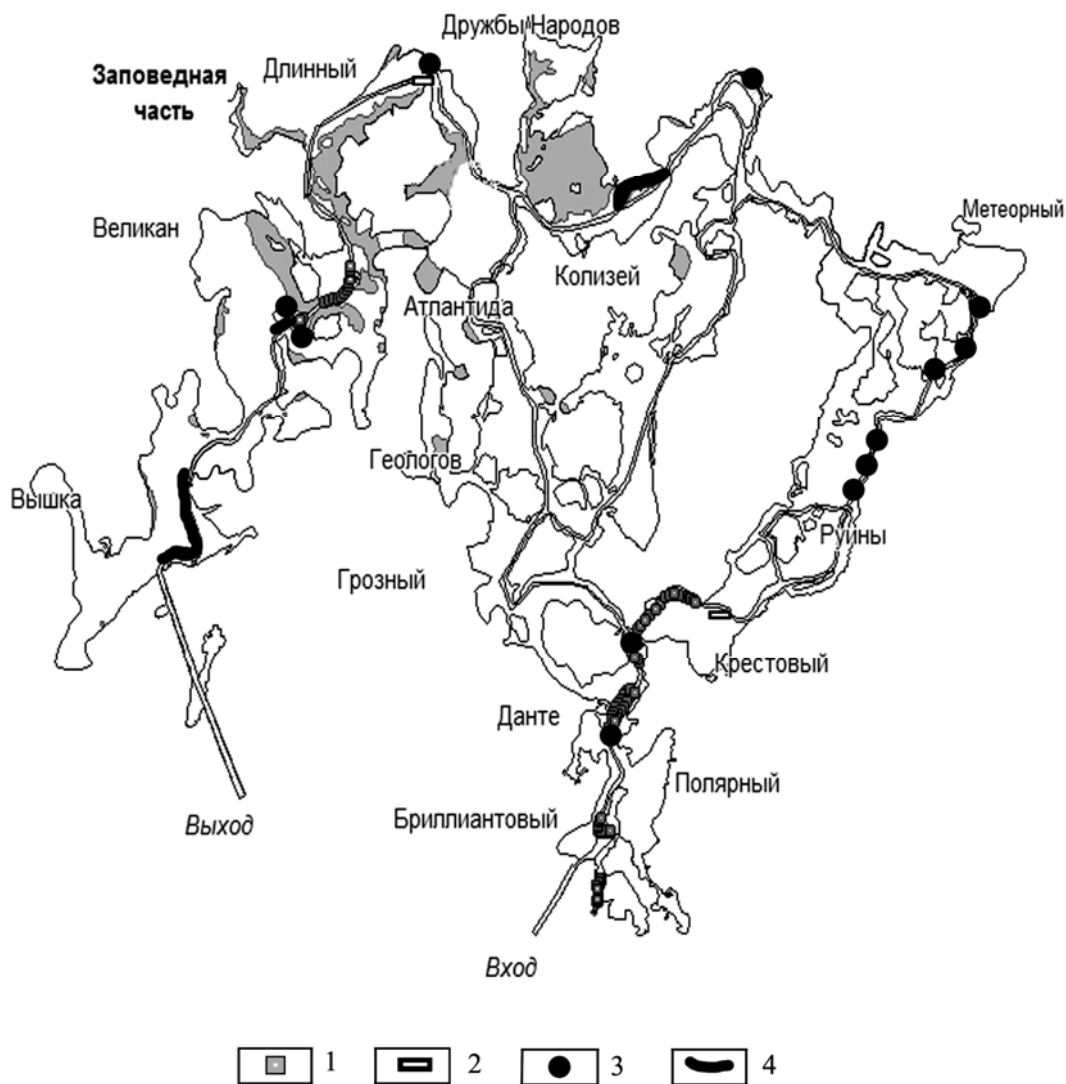 Дружбы Народов
Длинный
Заповедная
часть
Великан
Метеорный
Колизей
Атлантида
Геологов
Вышка
Руины
Грозный
Крестовый
Данте
Полярный
Бриллиантовый
Выход
Вход
1 2 3 4